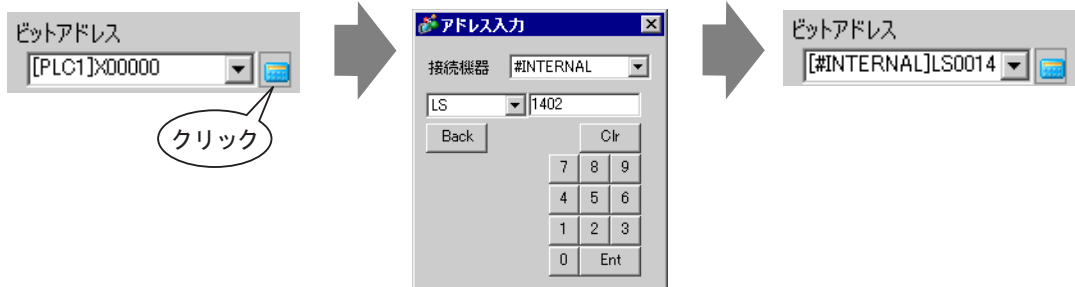 ビットアドレス
[PLC1]X00000
クリック
アドレス入力
接続機器 #INTERNAL
LS 1402
Back Clr
7 8 9
4 5 6
1 2 3
0 Ent
ビットアドレス
[#INTERNAL]LS0014